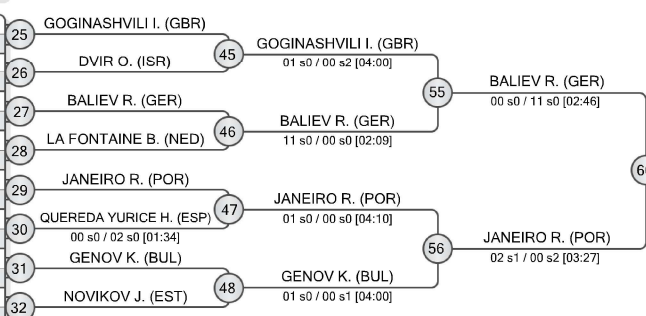 GOGINASHVILI I. (GBR)
25
45
GOGINASHVILI I. (GBR)
01 s0 / 00 s2 [04:00]
DVIR O. (ISR)
26
55
BALIEV R. (GER)
00 s0 / 11 s0 [02:46]
BALIEV R. (GER)
27
46
BALIEV R. (GER)
11 s0 / 00 s0 [02:09]
LA FONTAINE B. (NED)
28
JANEIRO R. (POR)
29
47
JANEIRO R. (POR)
01 s0 / 00 s0 [04:10]
QUEREDA YURICE H. (ESP)
30
00 s0 / 02 s0 [01:34]
56
JANEIRO R. (POR)
02 s1 / 00 s2 [03:27]
GENOV K. (BUL)
31
48
GENOV K. (BUL)
01 s0 / 00 s1 [04:00]
NOVIKOV J. (EST)
32